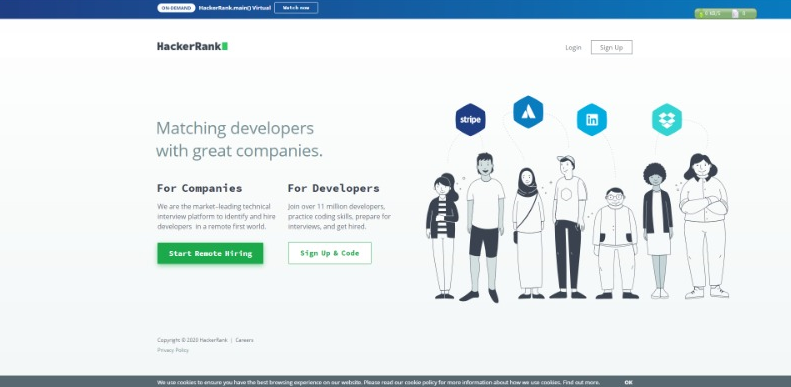 ON-DEMAND HackerRank.main() Virtual Watch now
HackerRank
Login Sign Up
stripe
in
Matching developers
with great companies.
For Companies
We are the market-leading technical
interview platform to identify and hire
developers in a remote first world.
Start Remote Hiring
For Developers
Join over 11 million developers,
practice coding skills, prepare for
interviews, and get hired.
Sign Up & Code
Copyright © 2020 HackerRank | Careers
Privacy Policy
We use cookies to ensure you have the best browsing experience on our website. Please read our cookie policy for more information about how we use cookies. Find out more. OK